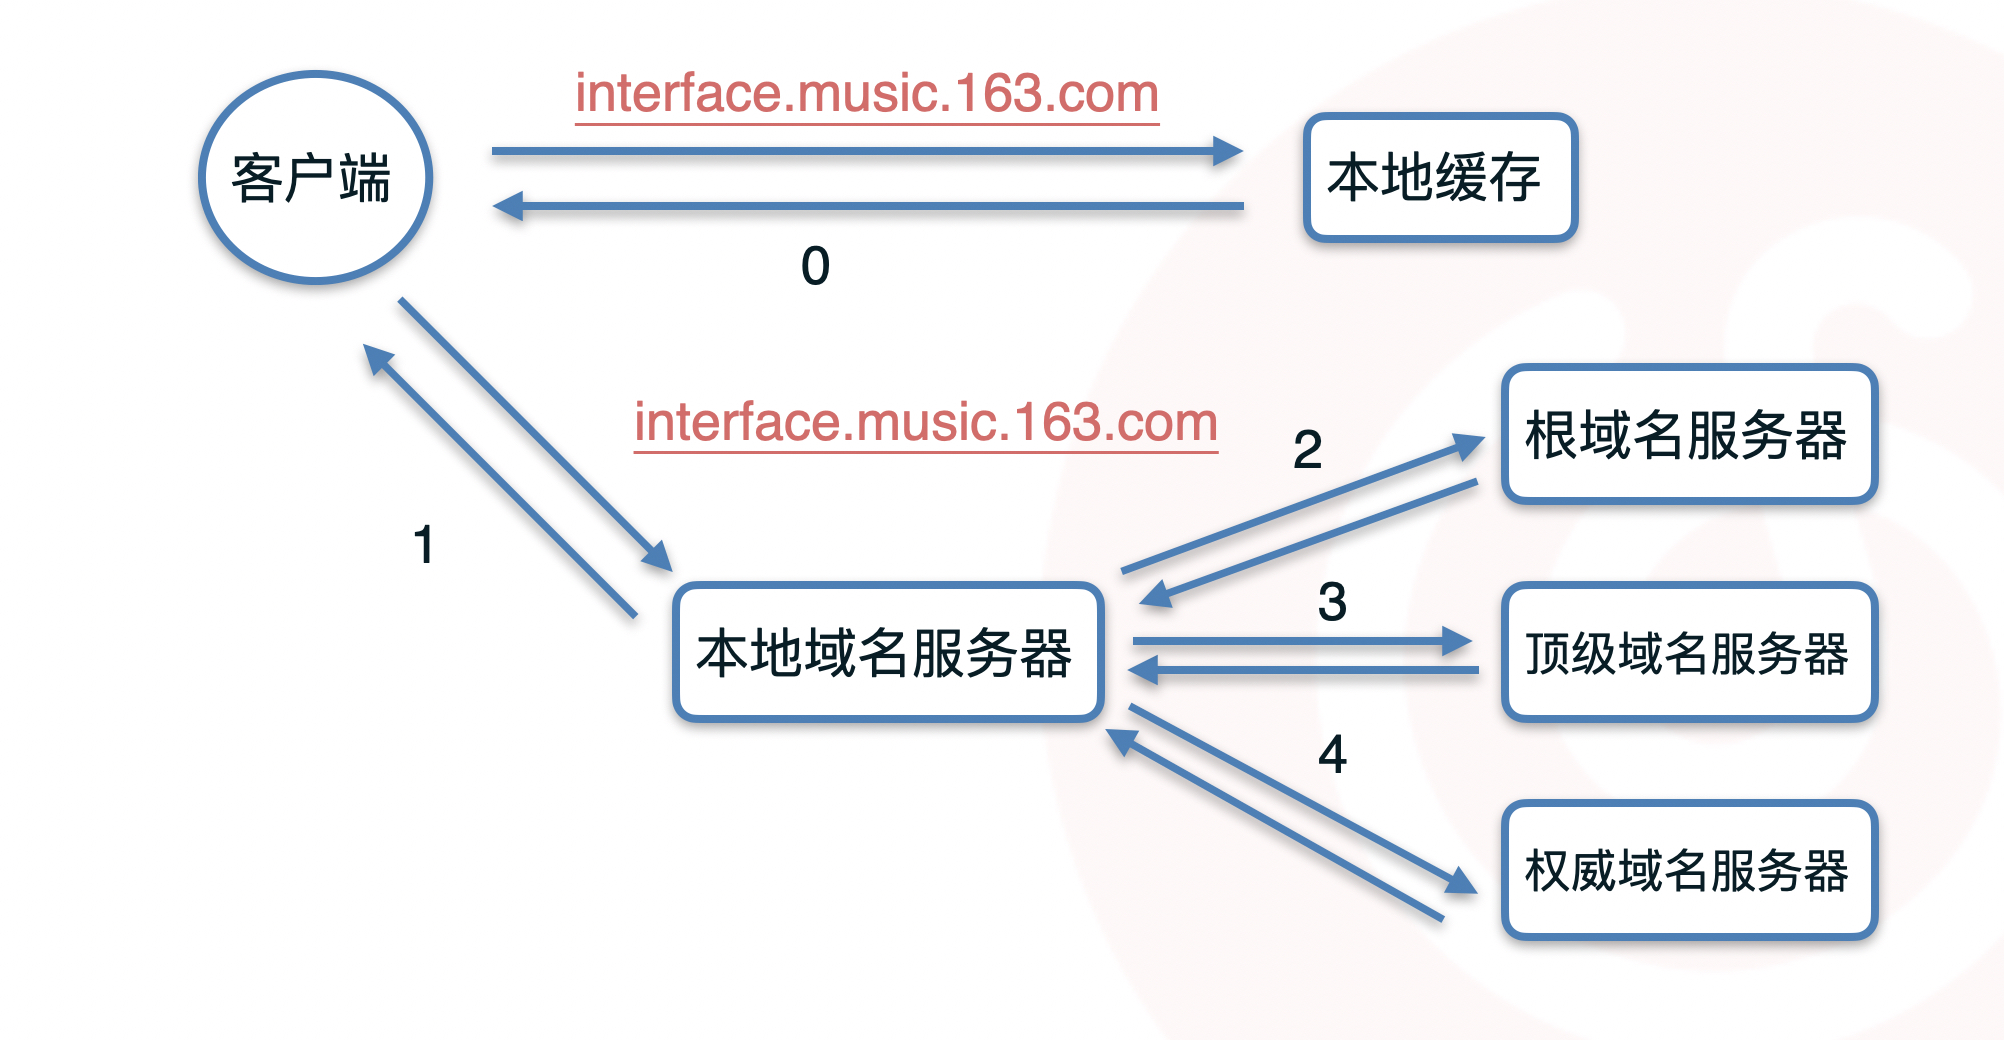 interface.music.163.com
客户端
本地缓存
0
interface.music.163.com
根域名服务器
2
1
3
本地域名服务器
顶级域名服务器
4
权威域名服务器